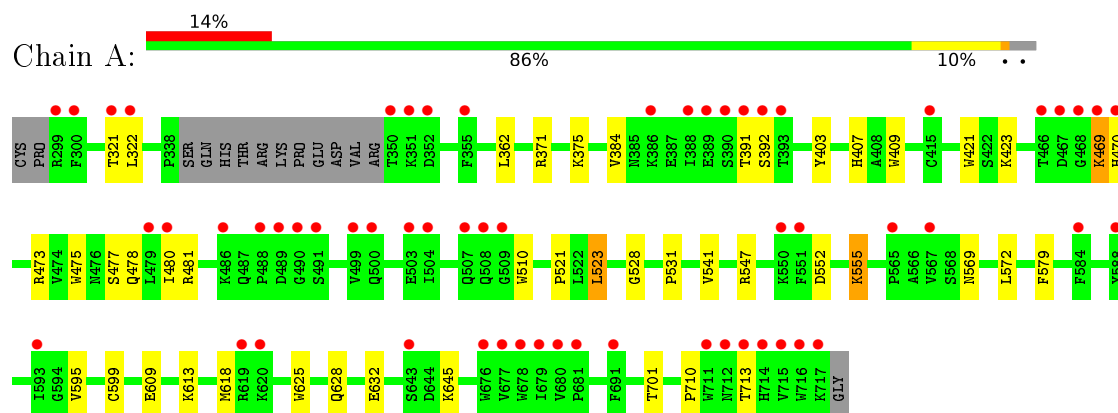 14%
Chain A:
86% 10% • •
CYS PRO R299 F300 T321 L322 P338 SER GLN HIS THR ARG LYS PRO GLU ASP VAL ARG T350 K351 D352 F355 L362 R371 K375 V384 N385 K386 E387 I388 E389 S390 T391 S392 T393 Y403 H407 A408 W409 C415 W421 S422 K423 T466 D467 G468 K469 H470
R473 V474 W475 N476 S477 Q478 L479 I480 R481 K486 Q487 P488 D489 G490 S491 V499 Q500 E503 I504 Q507 Q508 G509 W510 P521 L522 L523 G528 P531 V541 R547 K550 F551 D552 K555 P565 A566 V567 S568 N569 L572 F579 F584 Y588
I593 G594 V595 C599 E609 K613 M618 R619 K620 W625 Q628 E632 S643 D644 K645 W676 V677 W678 I679 V680 P681 F691 T701 P710 W711 N712 T713 H714 V715 W716 K717 GLY